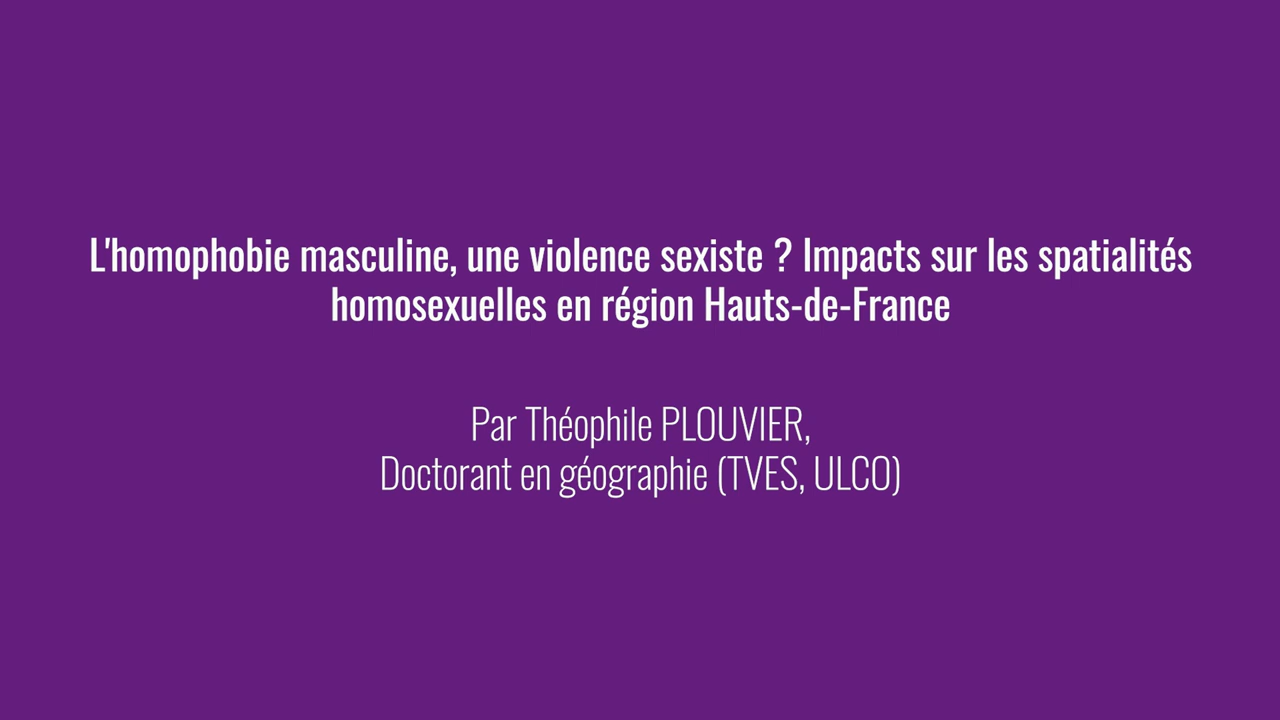 L'homophobie masculine, une violence sexiste ? Impacts sur les spatialités
homosexuelles en région Hauts-de-France
Par Théophile PLOUVIER,
Doctorant en géographie (TVES, ULCO)